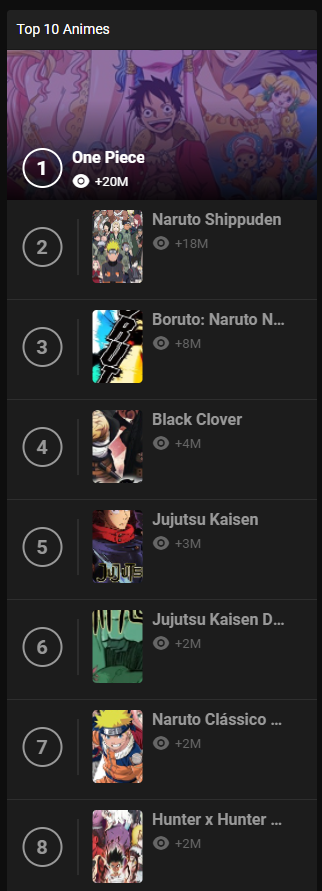 Top 10 Animes
1
One Piece
+20M
2
Naruto Shippuden
+18M
3
Boruto: Naruto N...
+8M
4
Black Clover
+4M
5
Jujutsu Kaisen
+3M
6
Jujutsu Kaisen D...
+2M
7
Naruto Clássico ...
+2M
8
Hunter x Hunter ...
+2M